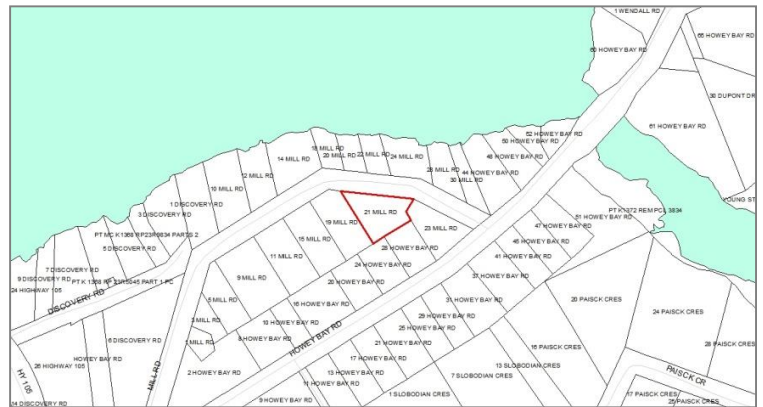 1 WENDALL RD
66 HOWEY BAY RD
60 HOWEY BAY RD
30 DUPONT DR
61 HOWEY BAY RD
52 HOWEY BAY RD
50 HOWEY BAY RD
48 HOWEY BAY RD
44 HOWEY BAY RD
18 MILL RD
20 MILL RD
22 MILL RD
24 MILL RD
28 MILL RD
30 MILL RD
14 MILL RD
12 MILL RD
10 MILL RD
1 DISCOVERY RD
3 DISCOVERY RD
PT MC K1368 RP23R9834 PARTS 2
5 DISCOVERY RD
7 DISCOVERY RD
9 DISCOVERY RD
PT K 1368 RP 23R5045 PART 1 PC
24 HIGHWAY 105
DISCOVERY RD
YOUNG ST
PT K1372 REM PCL 3834
51 HOWEY BAY RD
47 HOWEY BAY RD
45 HOWEY BAY RD
41 HOWEY BAY RD
37 HOWEY BAY RD
21 MILL RD
19 MILL RD
23 MILL RD
15 MILL RD
11 MILL RD
9 MILL RD
5 MILL RD
3 MILL RD
1 MILL RD
28 HOWEY BAY RD
24 HOWEY BAY RD
20 HOWEY BAY RD
16 HOWEY BAY RD
10 HOWEY BAY RD
8 HOWEY BAY RD
2 HOWEY BAY RD
6 DISCOVERY RD
HOWEY BAY RD
26 HIGHWAY 105
HY 105
14 DISCOVERY RD
MILL RD
HOWEY BAY RD
31 HOWEY BAY RD
29 HOWEY BAY RD
25 HOWEY BAY RD
21 HOWEY BAY RD
17 HOWEY BAY RD
13 HOWEY BAY RD
11 HOWEY BAY RD
9 HOWEY BAY RD
20 PAISCK CRES
24 PAISCK CRES
28 PAISCK CRES
16 PAISCK CRES
13 SLOBODIAN CRES
7 SLOBODIAN CRES
1 SLOBODIAN CRES
PAISCK CR
17 PAISCK CRES
25 PAISCK CRES